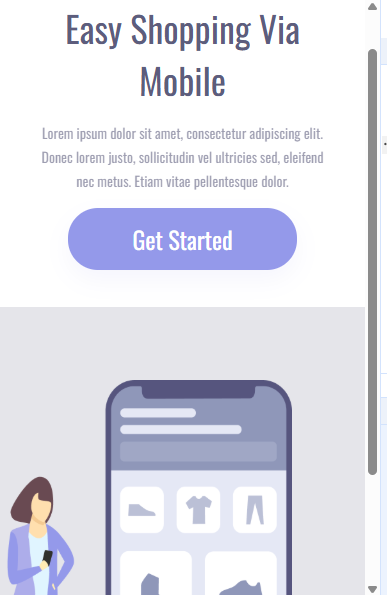 Easy Shopping Via
Mobile
Lorem ipsum dolor sit amet, consectetur adipiscing elit.
Donec lorem justo, sollicitudin vel ultricies sed, eleifend
nec metus. Etiam vitae pellentesque dolor.
Get Started